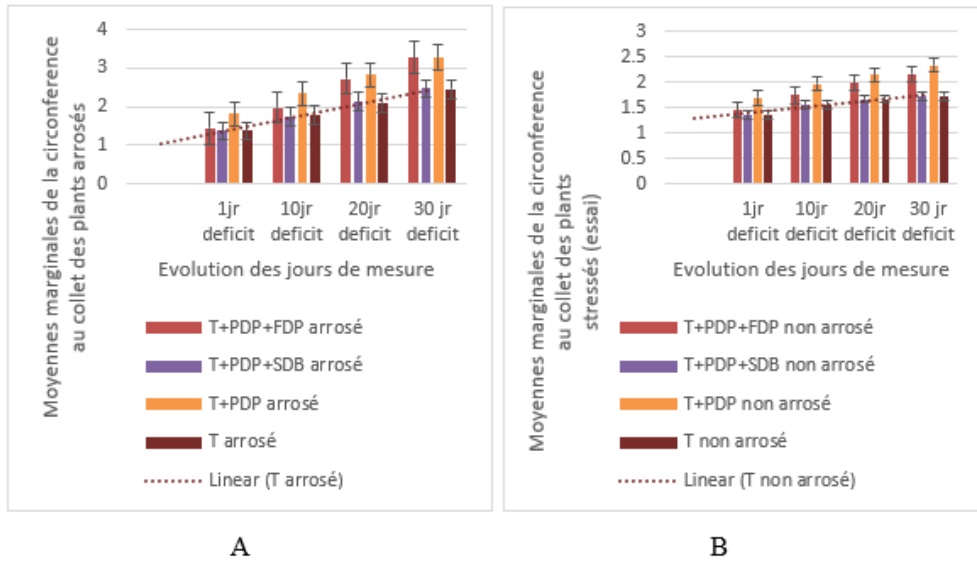 Moyennes marginales de la circonference
au collet des plants arrosés
4
3
2
1
0
1jr
deficit
10jr
deficit
20jr
deficit
30 jr
deficit
Evolution des jours de mesure
T+PDP+FDP arrosé
T+PDP+SDB arrosé
T+PDP arrosé
T arrosé
Linear (T arrosé)
A
Moyennes marginales de la circonference
au collet des plants
stressés (essai)
3
2.5
2
1.5
1
0.5
0
1jr
deficit
10jr
deficit
20jr
deficit
30 jr
deficit
Evolution des jours de mesure
T+PDP+FDP non arrosé
T+PDP+SDB non arrosé
T+PDP non arrosé
T non arrosé
Linear (T non arrosé)
B